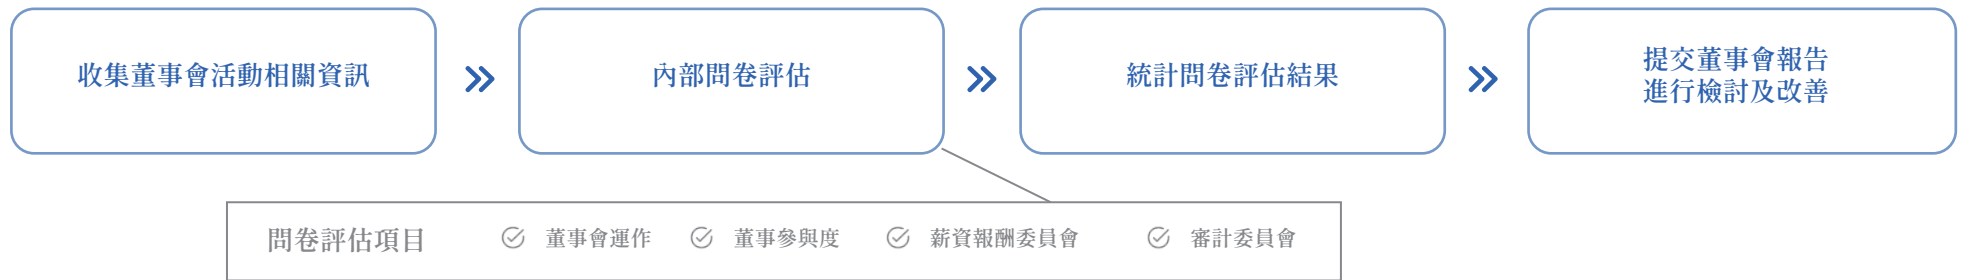 收集董事會活動相關資訊
內部問卷評估
統計問卷評估結果
提交董事會報告
進行檢討及改善
問卷評估項目
董事會運作
董事參與度
薪資報酬委員會
審計委員會